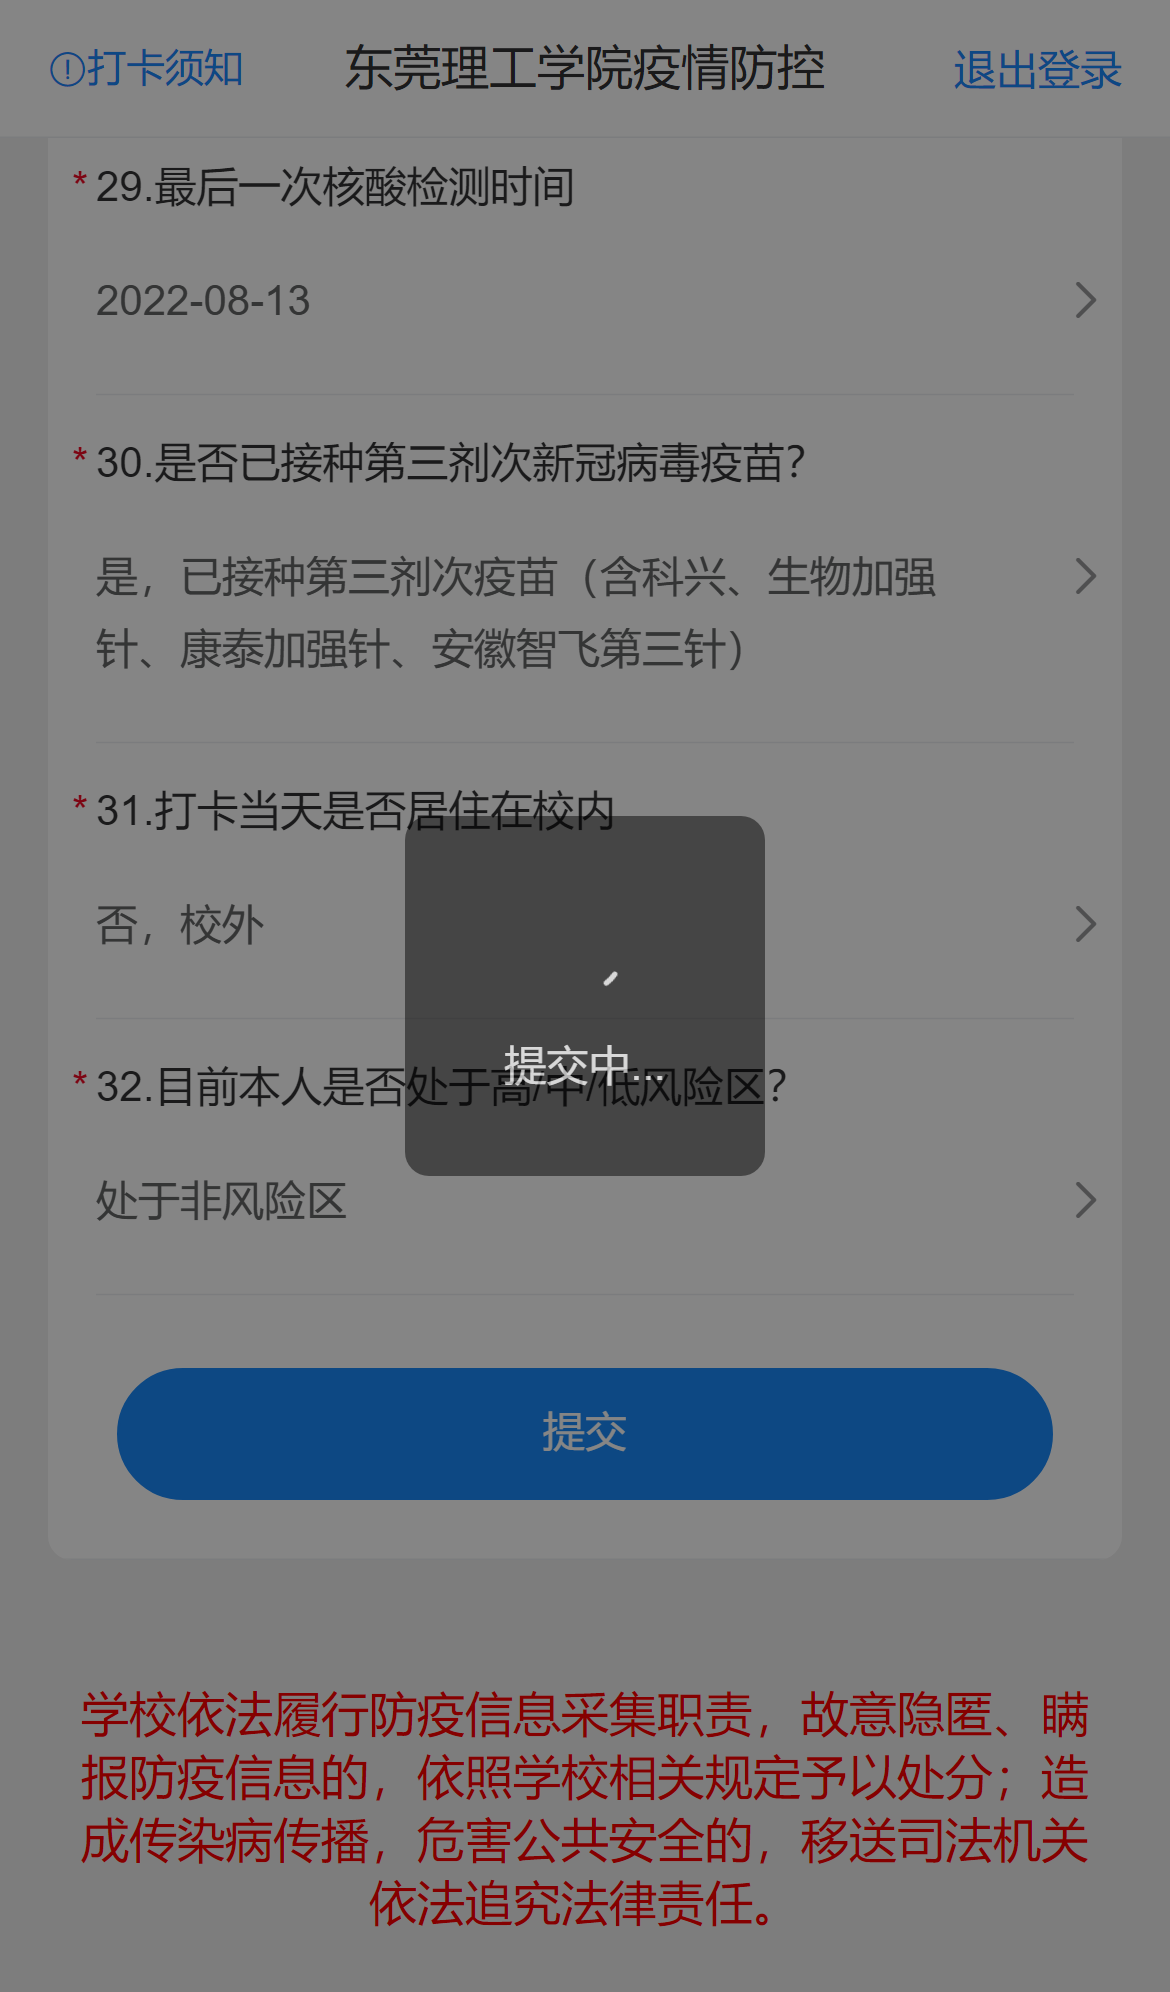 打卡须知 东莞理工学院疫情防控 退出登录
* 29.最后一次核酸检测时间
2022-08-13
* 30.是否已接种第三剂次新冠病毒疫苗?
是，已接种第三剂次疫苗（含科兴、生物加强
针、康泰加强针、安徽智飞第三针）
* 31.打卡当天是否居住在校内
否，校外
提交中...
* 32.目前本人是否处于高/中/低风险区?
处于非风险区
提交
学校依法履行防疫信息采集职责，故意隐匿、瞒
报防疫信息的，依照学校相关规定予以处分；造
成传染病传播，危害公共安全的，移送司法机关
依法追究法律责任。